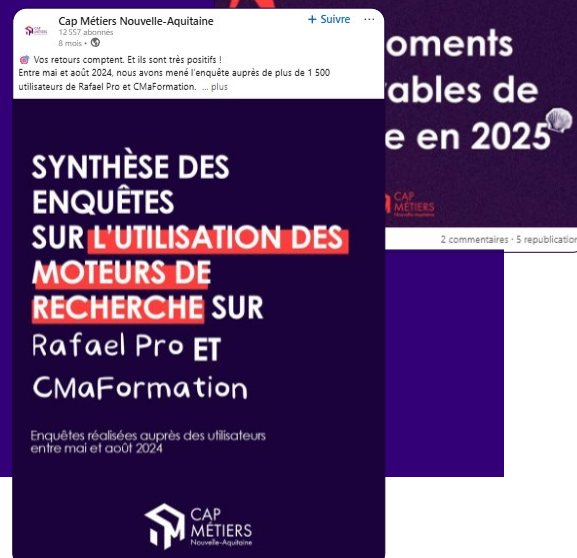 Cap Métiers Nouvelle-Aquitaine
+ Suivre ...
12 557 abonnés
8 mois •
🎯 Vos retours comptent. Et ils sont très positifs !
Entre mai et août 2024, nous avons mené l'enquête auprès de plus de 1 500
utilisateurs de Rafael Pro et CMaFormation. ... plus
SYNTHÈSE DES
ENQUÊTES
SUR L'UTILISATION DES
MOTEURS DE
RECHERCHE SUR
Rafael Pro ET
CMaFormation
Enquêtes réalisées auprès des utilisateurs
entre mai et août 2024
CAP
MÉTIERS
Nouvelle-Aquitaine
oments
ables de
e en 2025
CAP
MÉTIERS
Nouvelle-Aquitaine
2 commentaires · 5 republication